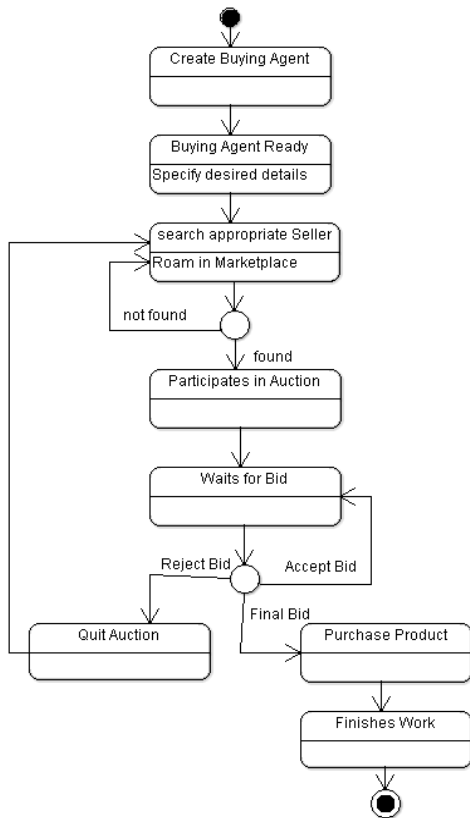 Create Buying Agent
Buying Agent Ready
Specify desired details
search appropriate Seller
Roam in Marketplace
not found
found
Participates in Auction
Waits for Bid
Reject Bid
Accept Bid
Final Bid
Quit Auction
Purchase Product
Finishes Work